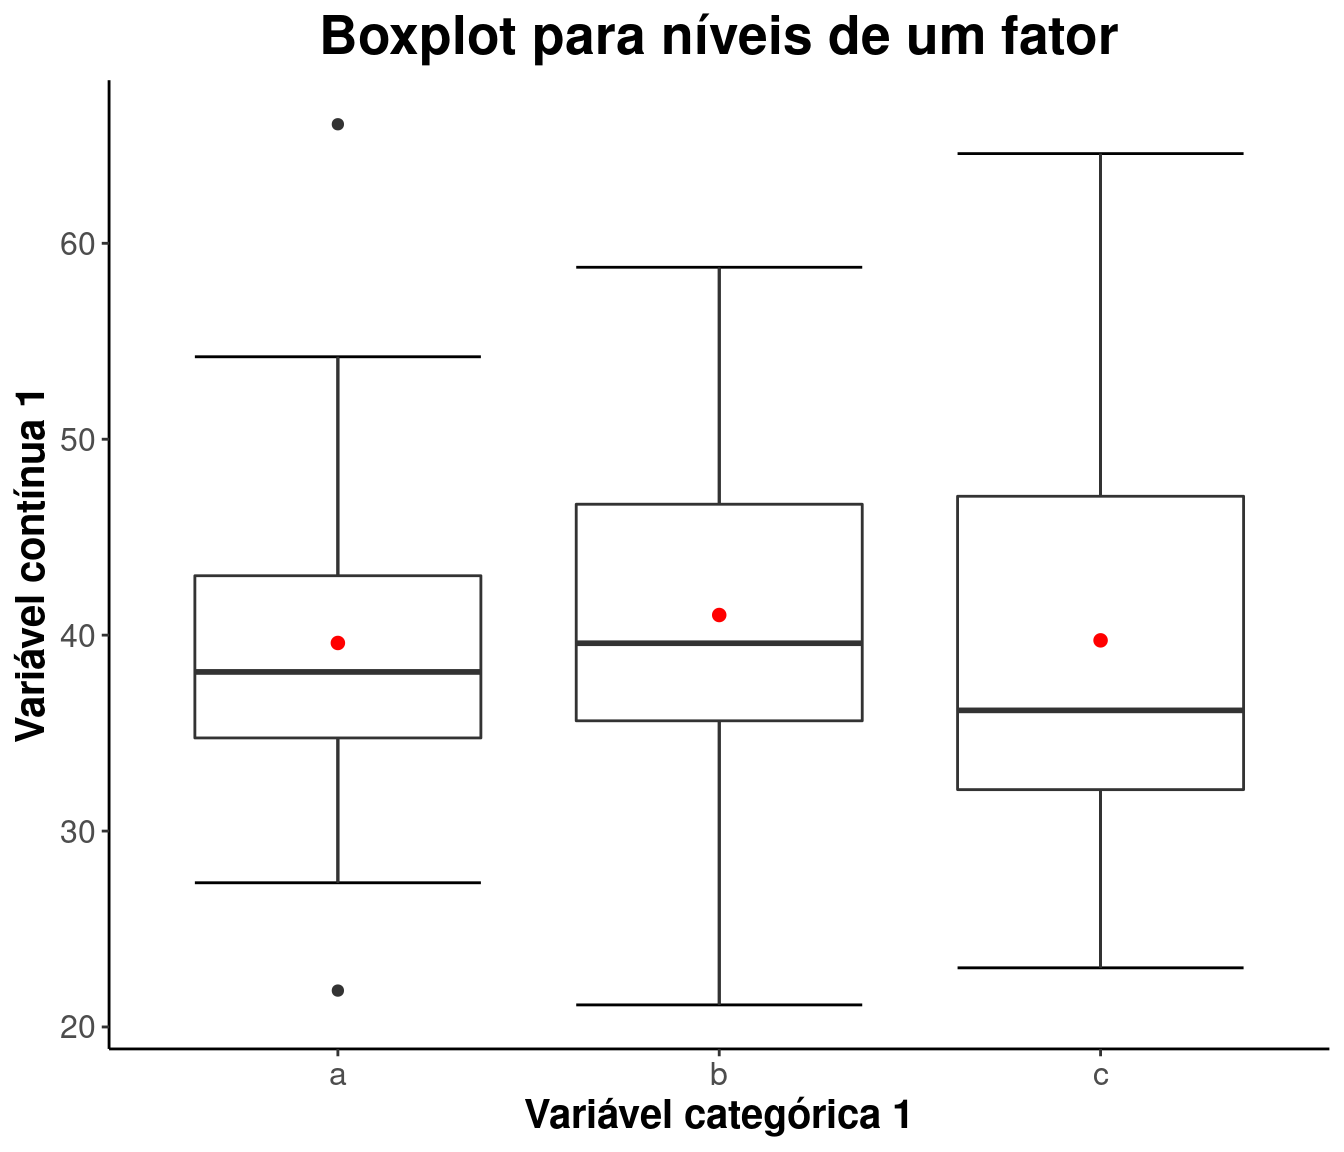 Boxplot para níveis de um fator
Variável contínua 1
60
50
40
30
20
a b c
Variável categórica 1